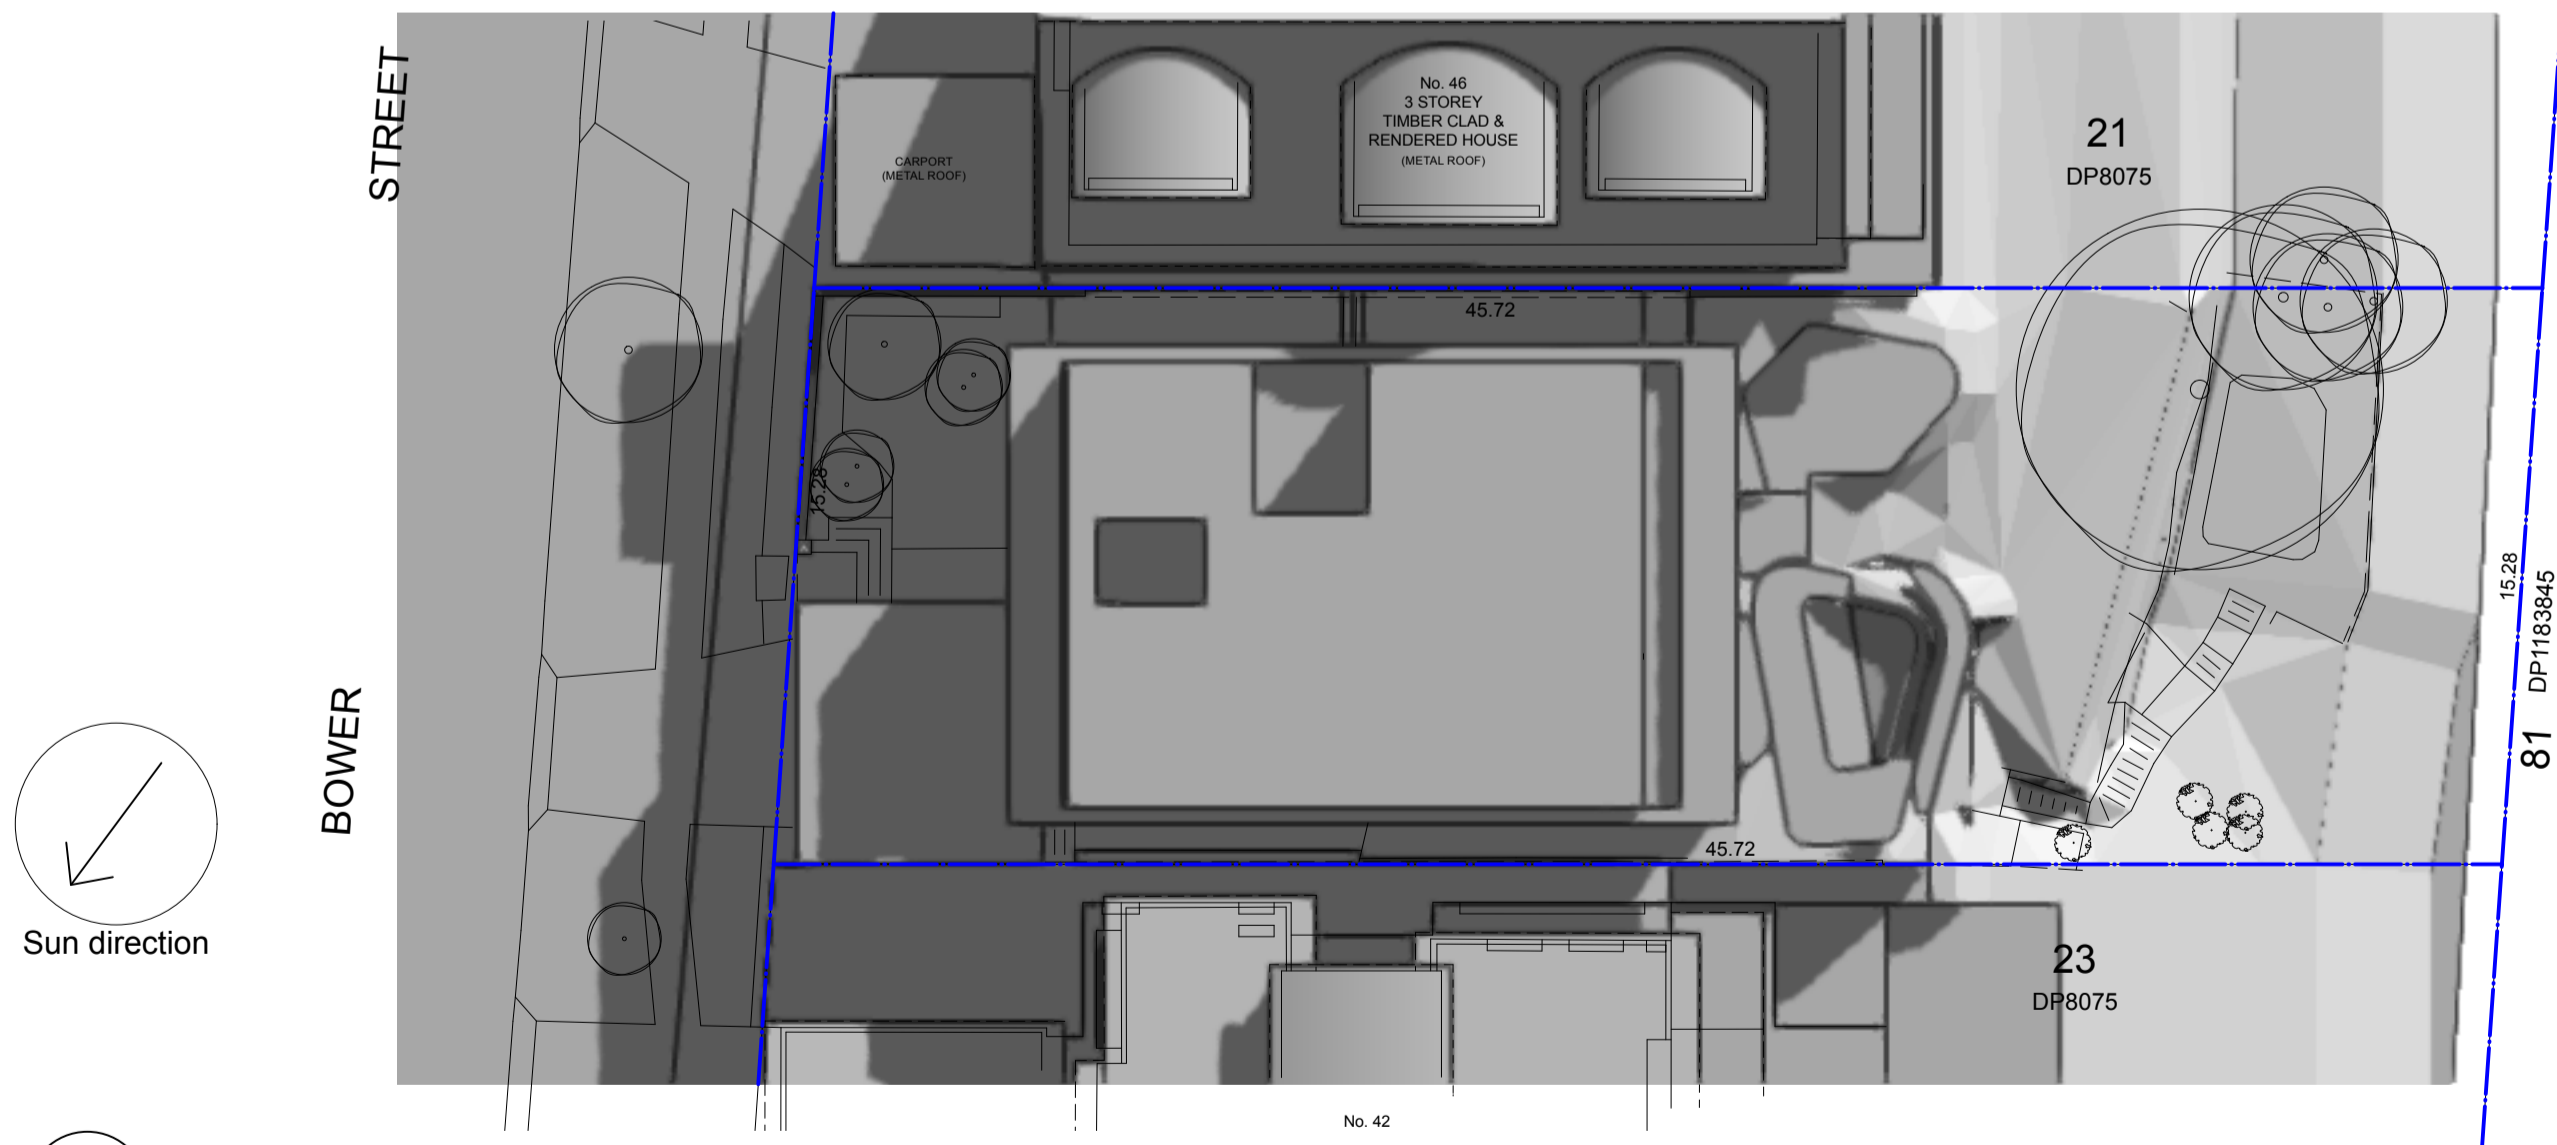 STREET
No. 46
3 STOREY
TIMBER CLAD &
RENDERED HOUSE
(METAL ROOF)
CARPORT
(METAL ROOF)
21
DP8075
45.72
15.28
15.28
DP1183845
81
BOWER
Sun direction
45.72
23
DP8075
No. 42